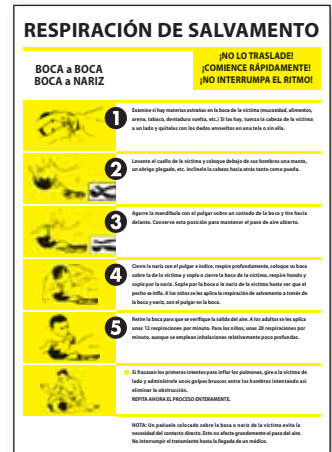 RESPIRACIÓN DE SALVAMENTO
BOCA a BOCA
BOCA a NARIZ
¡NO LO TRASLADE!
¡COMIENCE RÁPIDAMENTE!
¡NO INTERRUMPA EL RITMO!
1
Examine si hay materias extrañas en la boca de la víctima (mucosidad, alimentos,
arena, tabaco, dentadura suelta, etc.) Si las hay, tuerza la cabeza de la víctima
a un lado y quítelas con los dedos envueltos en una tela o sin ella.
2
Levante el cuello de la víctima y coloque debajo de sus hombros una manta,
un abrigo plegado, etc. Inclínele la cabeza hacia atrás tanto como pueda.
3
Agarre la mandíbula con el pulgar sobre un costado de la boca y tire hacia
delante. Conserve esta posición para mantener el paso de aire abierto.
4
Cierre la nariz con el pulgar e índice, respire profundamente, coloque su boca
sobre la de la víctima y sople o cierre la boca de la víctima, respire hondo y
sople por la nariz. Sople por la boca o la nariz de la víctima hasta ver que el
pecho se infla. A los niños se les aplica la respiración de salvamento a través de
la boca y nariz, con el pulgar en la boca.
5
Retire la boca para que se verifique la salida del aire. A los adultos se les aplica
unas 12 respiraciones por minuto. Para los niños, unas 20 respiraciones por
minuto, aunque se emplean inhalaciones relativamente poco profundas.
Si fracasan los primeros intentos para inflar los pulmones, gire a la víctima de
lado y adminístrele unos golpes bruscos entre los hombros intentando así
eliminar la obstrucción.
REPITA AHORA EL PROCESO ENTERAMENTE.
NOTA: Un pañuelo colocado sobre la boca o nariz de la víctima evita la
necesidad del contacto directo. Esto no afecta grandemente el paso del aire.
No interrumpir el tratamiento hasta la llegada de un médico.